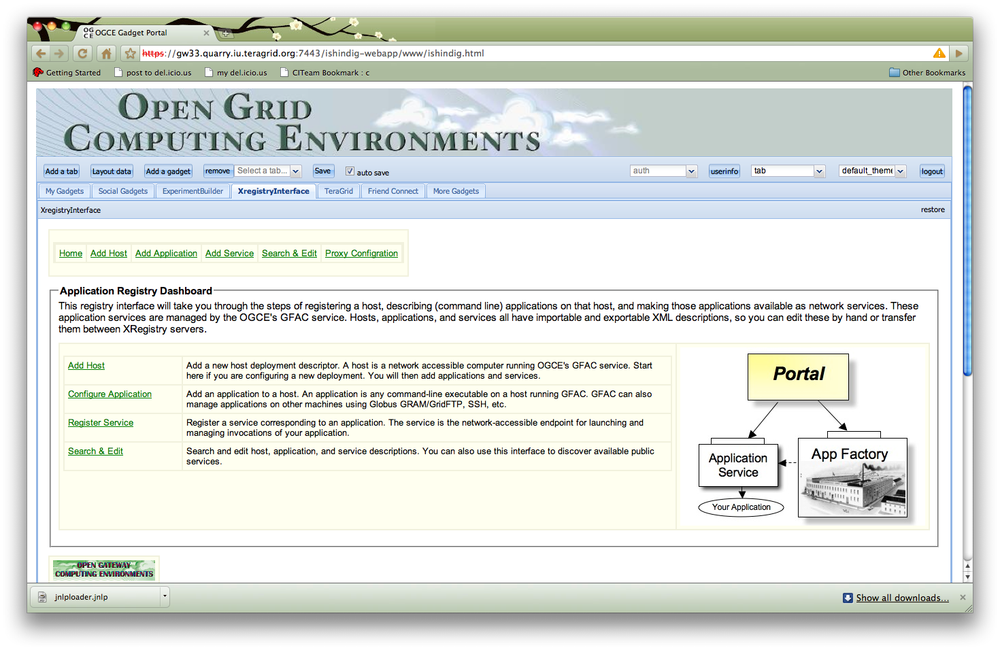 OG
CE
OGCE Gadget Portal
https://gw33.quarry.iu.teragrid.org:7443/ishindig-webapp/www/ishindig.html
Getting Started
post to del.icio.us
my del.icio.us
CITeam Bookmark : c
Other Bookmarks
OPEN GRID
COMPUTING ENVIRONMENTS
Add a tab
Layout data
Add a gadget
remove
Select a tab...
Save
auto save
auth
userinfo
tab
default_theme
logout
My Gadgets
Social Gadgets
ExperimentBuilder
XregistryInterface
TeraGrid
Friend Connect
More Gadgets
XregistryInterface
restore
Home
Add Host
Add Application
Add Service
Search & Edit
Proxy Configration
Application Registry Dashboard
This registry interface will take you through the steps of registering a host, describing (command line) applications on that host, and making those applications available as network services. These
application services are managed by the OGCE's GFAC service. Hosts, applications, and services all have importable and exportable XML descriptions, so you can edit these by hand or transfer
them between XRegistry servers.
Add Host
Add a new host deployment descriptor. A host is a network accessible computer running OGCE's GFAC service. Start
here if you are configuring a new deployment. You will then add applications and services.
Configure Application
Add an application to a host. An application is any command-line executable on a host running GFAC. GFAC can also
manage applications on other machines using Globus GRAM/GridFTP, SSH, etc.
Register Service
Register a service corresponding to an application. The service is the network-accessible endpoint for launching and
managing invocations of your application.
Search & Edit
Search and edit host, application, and service descriptions. You can also use this interface to discover available public
services.
Portal
Application
Service
App Factory
Your Application
OPEN GATEWAY
COMPUTING ENVIRONMENTS
jnlploader.jnlp
Show all downloads...